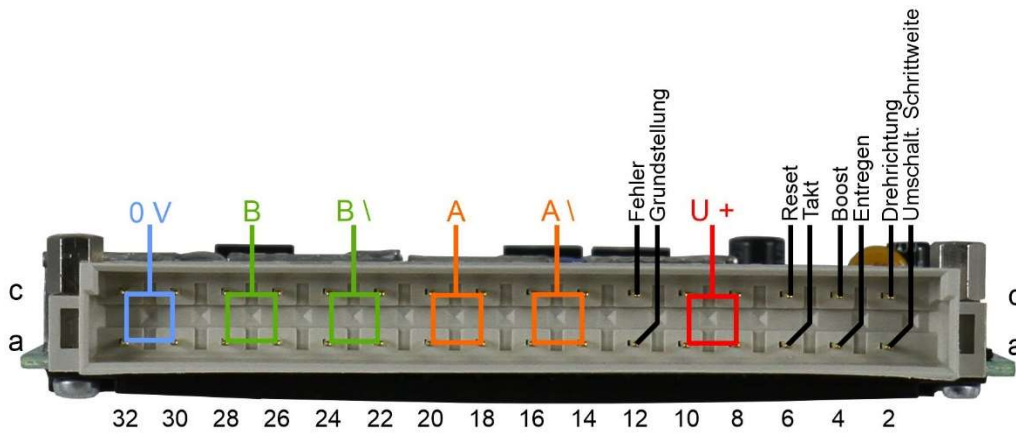 Fehler
Grundstellung
Reset
Takt
Boost
Entregen
Drehrichtung
Umschalt. Schrittweite
0 V B B \ A A \ U +
c c
a a
32 30 28 26 24 22 20 18 16 14 12 10 8 6 4 2